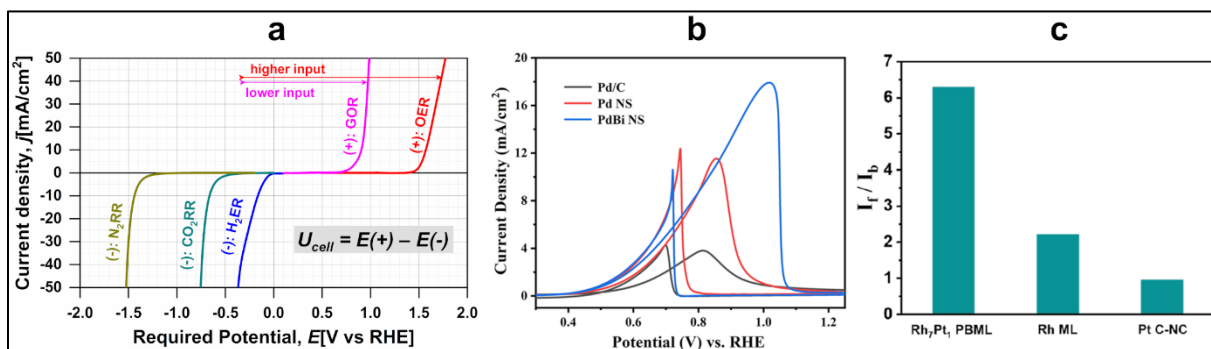 a
50
40
30
20
10
0
-10
-20
-30
-40
-50
Current density, j[mA/cm²]
higher input
lower input
(+): GOR
(+): OER
(-): N₂RR
(-): CO₂RR
(-): H₂ER
U_cell = E(+) – E(-)
-2.0 -1.5 -1.0 -0.5 0.0 0.5 1.0 1.5 2.0
Required Potential, E[V vs RHE]
b
20
16
12
8
4
0
Current Density (mA/cm²)
Pd/C
Pd NS
PdBi NS
0.4 0.6 0.8 1.0 1.2
Potential (V) vs. RHE
c
7
6
5
4
3
2
1
0
I_f / I_b
Rh₇Pt₁ PBML Rh ML Pt C-NC